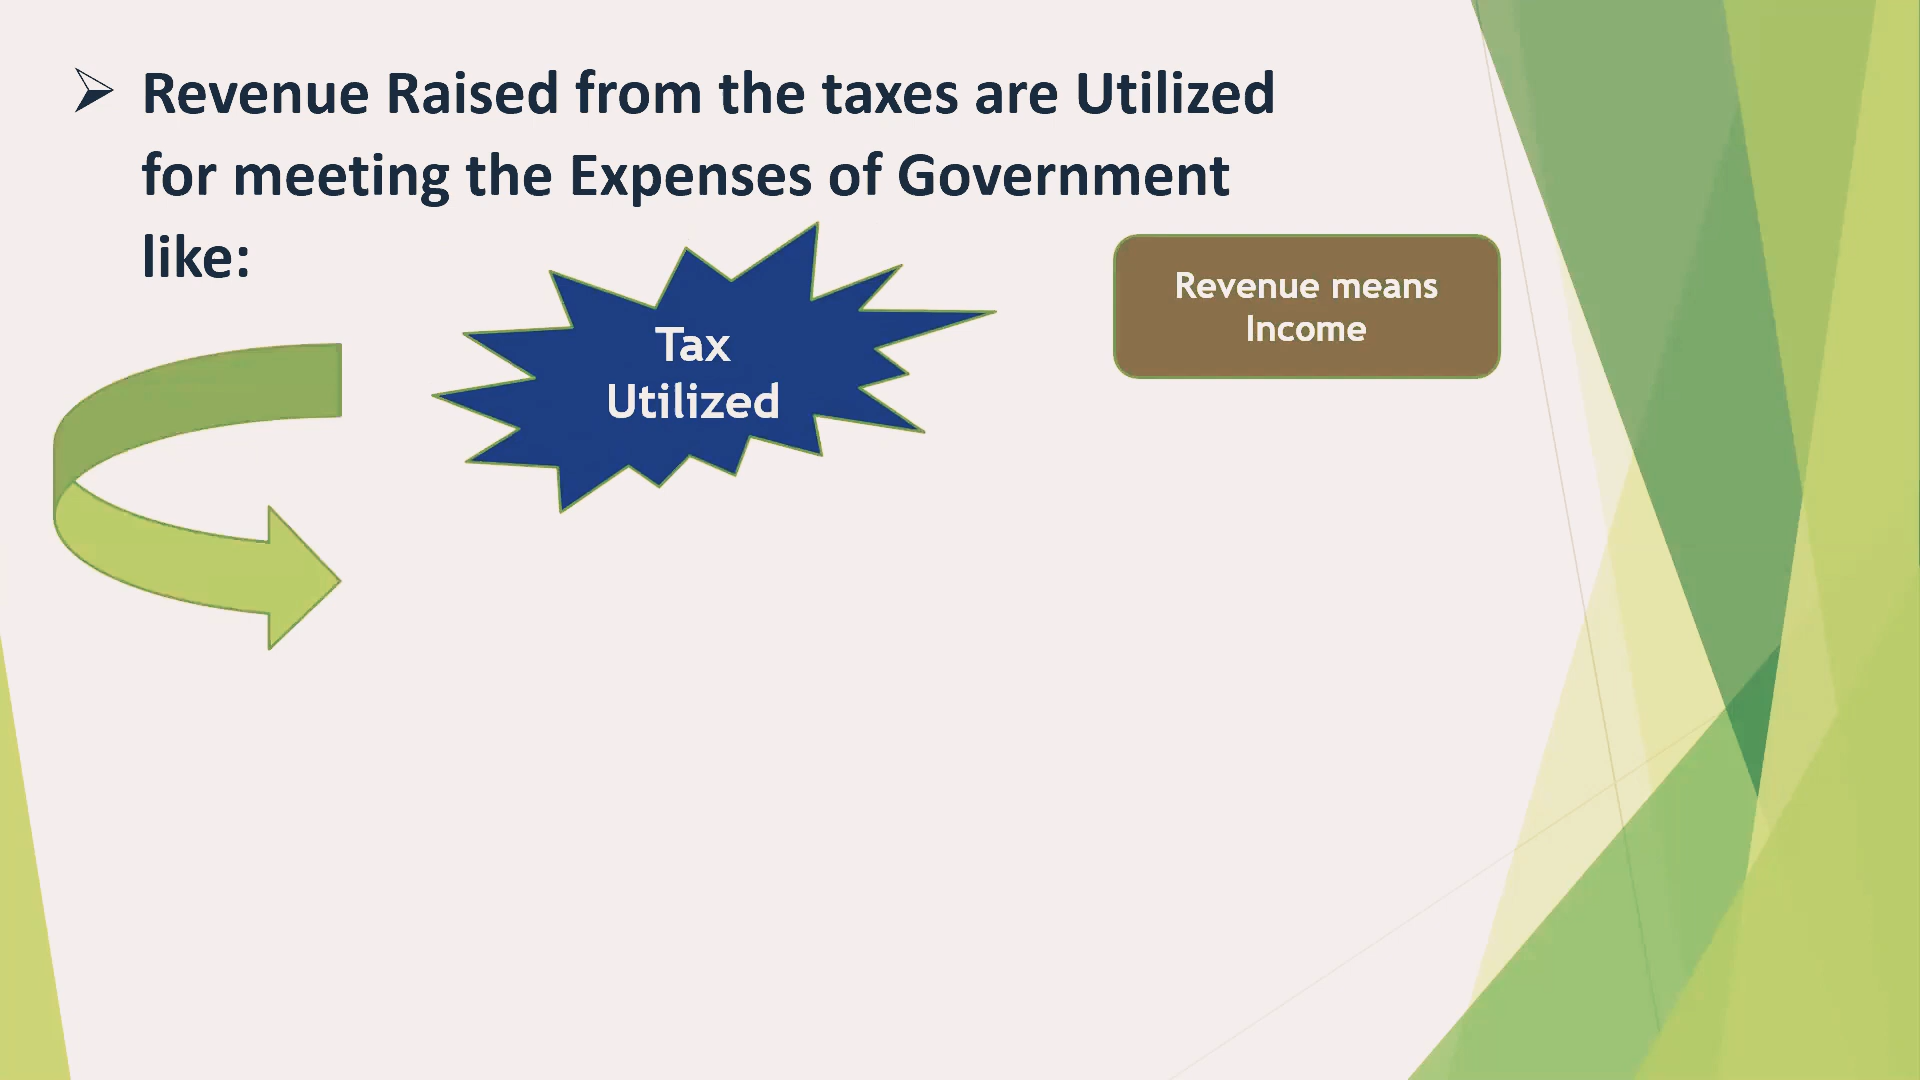 Revenue Raised from the taxes are Utilized
for meeting the Expenses of Government
like:
Tax
Utilized
Revenue means
Income